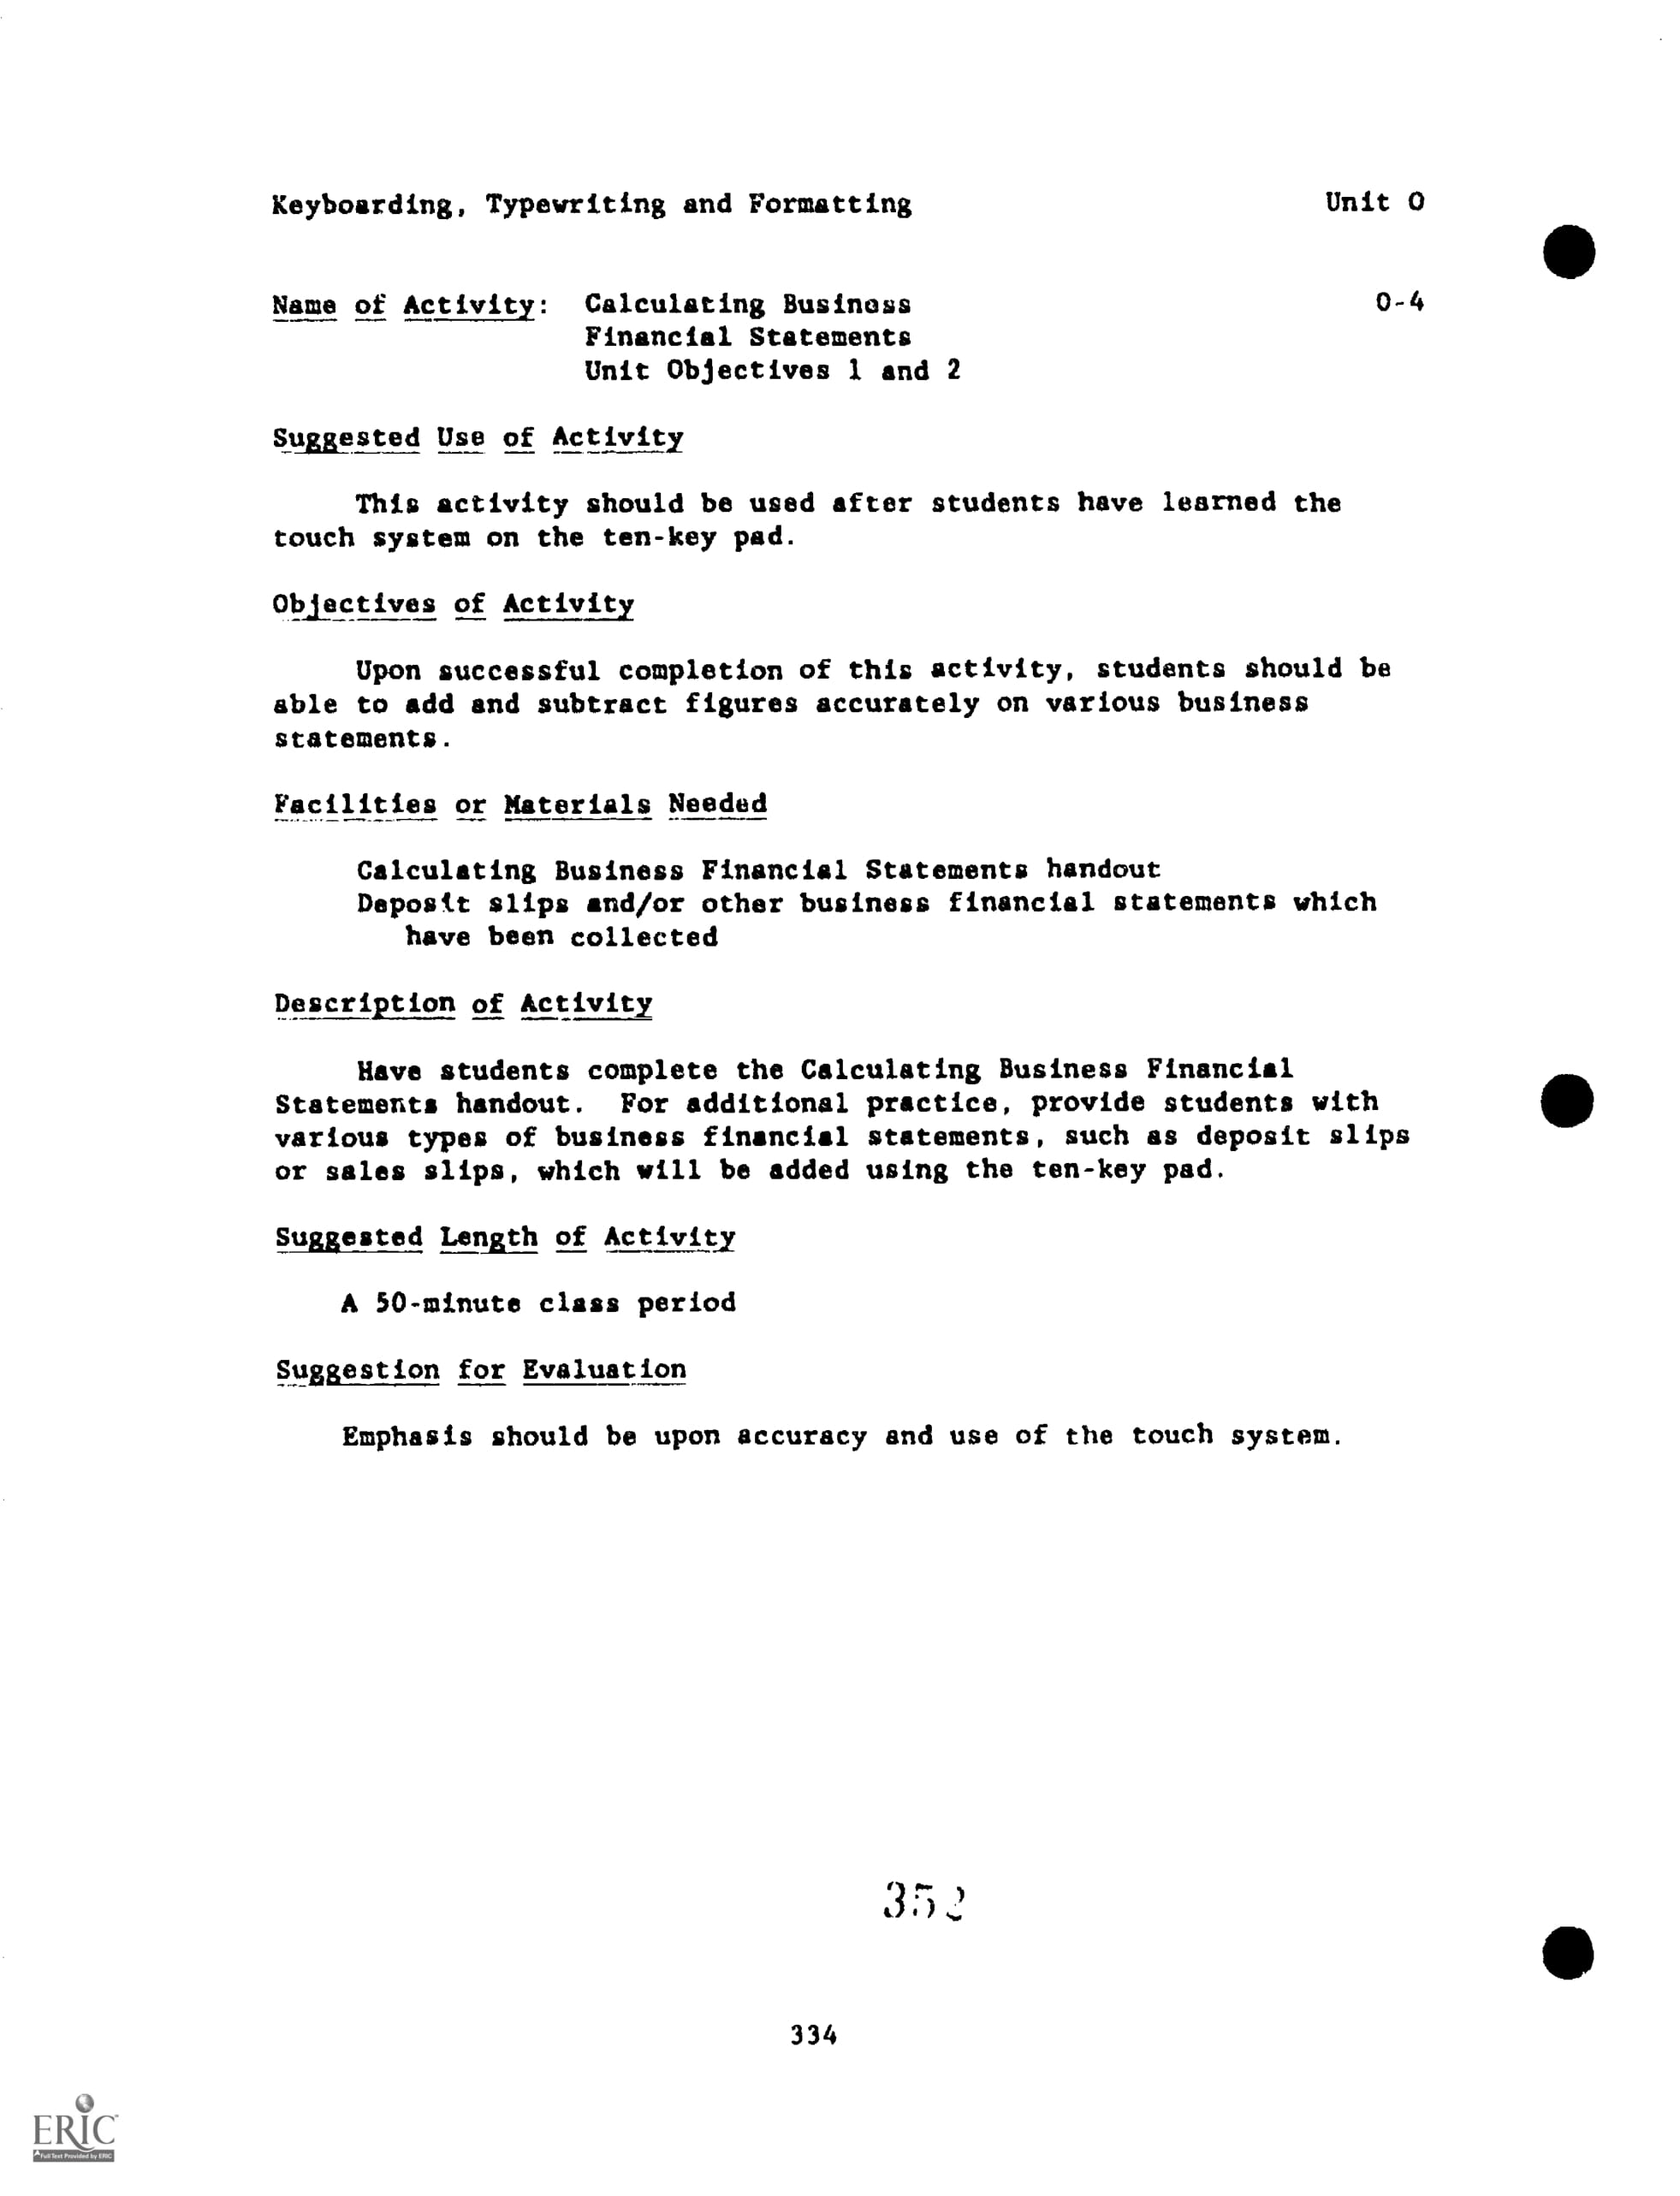 Keyboarding, Typewriting and Formatting Unit O
Name of Activity: Calculating Business O-4
Financial Statements
Unit Objectives 1 and 2
Suggested Use of Activity
This activity should be used after students have learned the
touch system on the ten-key pad.
Objectives of Activity
Upon successful completion of this activity, students should be
able to add and subtract figures accurately on various business
statements.
Facilities or Materials Needed
Calculating Business Financial Statements handout
Deposit slips and/or other business financial statements which
have been collected
Description of Activity
Have students complete the Calculating Business Financial
Statements handout. For additional practice, provide students with
various types of business financial statements, such as deposit slips
or sales slips, which will be added using the ten-key pad.
Suggested Length of Activity
A 50-minute class period
Suggestion for Evaluation
Emphasis should be upon accuracy and use of the touch system.
352
334
ERIC
Full Text Provided by ERIC